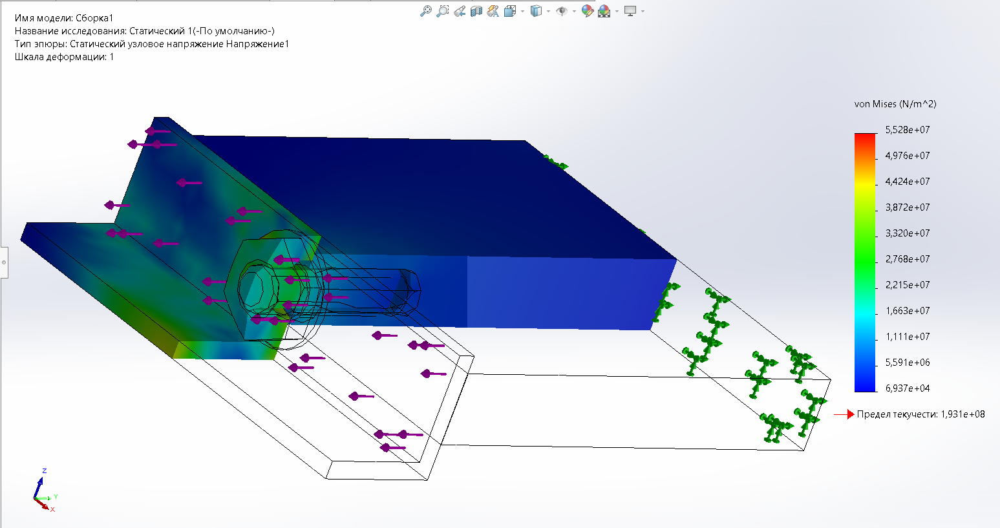 Имя модели: Сборка1
Название исследования: Статический 1(-По умолчанию-)
Тип эпюры: Статический узловое напряжение Напряжение1
Шкала деформации: 1
von Mises (N/m^2)
5,528e+07
4,976e+07
4,424e+07
3,872e+07
3,320e+07
2,768e+07
2,215e+07
1,663e+07
1,111e+07
5,591e+06
6,937e+04
Предел текучести: 1,931e+08
Z
Y
X